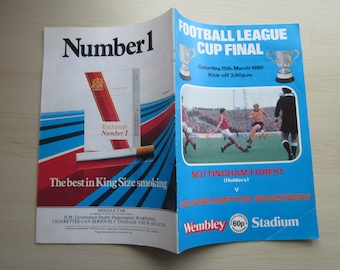 Number 1
Embassy
Number 1
The best in King Size smoking
MIDDLE TAR
H.M. Government Health Departments' WARNING:
CIGARETTES CAN SERIOUSLY DAMAGE YOUR HEALTH
FOOTBALL LEAGUE
CUP FINAL
Saturday, 15th. March 1980
Kick-off 3.00p.m.
NOTTINGHAM FOREST
(Holders)
V
WOLVERHAMPTON WANDERERS
Wembley 60p Stadium